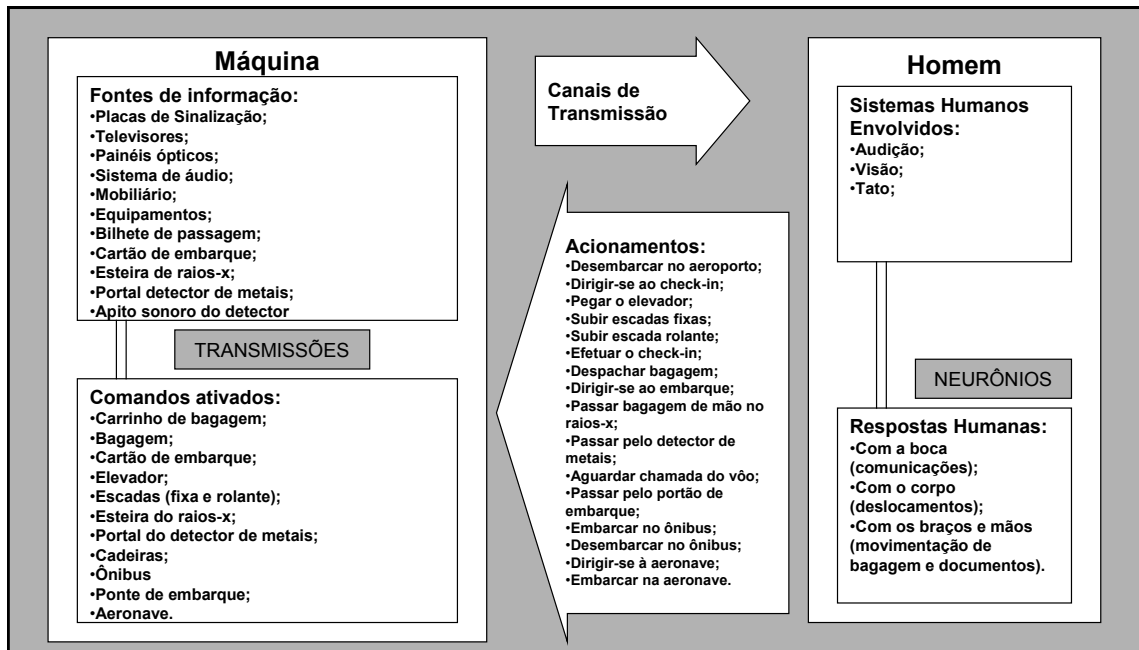 Máquina
Fontes de informação:
•Placas de Sinalização;
•Televisores;
•Painéis ópticos;
•Sistema de áudio;
•Mobiliário;
•Equipamentos;
•Bilhete de passagem;
•Cartão de embarque;
•Esteira de raios-x;
•Portal detector de metais;
•Apito sonoro do detector
TRANSMISSÕES
Comandos ativados:
•Carrinho de bagagem;
•Bagagem;
•Cartão de embarque;
•Elevador;
•Escadas (fixa e rolante);
•Esteira do raios-x;
•Portal do detector de metais;
•Cadeiras;
•Ônibus
•Ponte de embarque;
•Aeronave.
Canais de
Transmissão
Acionamentos:
•Desembarcar no aeroporto;
•Dirigir-se ao check-in;
•Pegar o elevador;
•Subir escadas fixas;
•Subir escada rolante;
•Efetuar o check-in;
•Despachar bagagem;
•Dirigir-se ao embarque;
•Passar bagagem de mão no
raios-x;
•Passar pelo detector de
metais;
•Aguardar chamada do vôo;
•Passar pelo portão de
embarque;
•Embarcar no ônibus;
•Desembarcar no ônibus;
•Dirigir-se à aeronave;
•Embarcar na aeronave.
Homem
Sistemas Humanos
Envolvidos:
•Audição;
•Visão;
•Tato;
NEURÔNIOS
Respostas Humanas:
•Com a boca
(comunicações);
•Com o corpo
(deslocamentos);
•Com os braços e mãos
(movimentação de
bagagem e documentos).